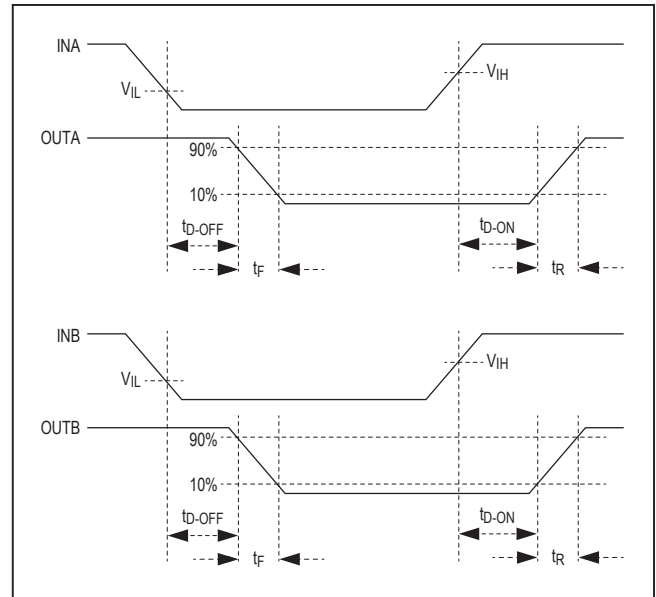 INA
VIH
VIL
OUTA
90%
10%
tD-OFF
tD-ON
tF
tR
INB
VIH
VIL
OUTB
90%
10%
tD-OFF
tD-ON
tF
tR